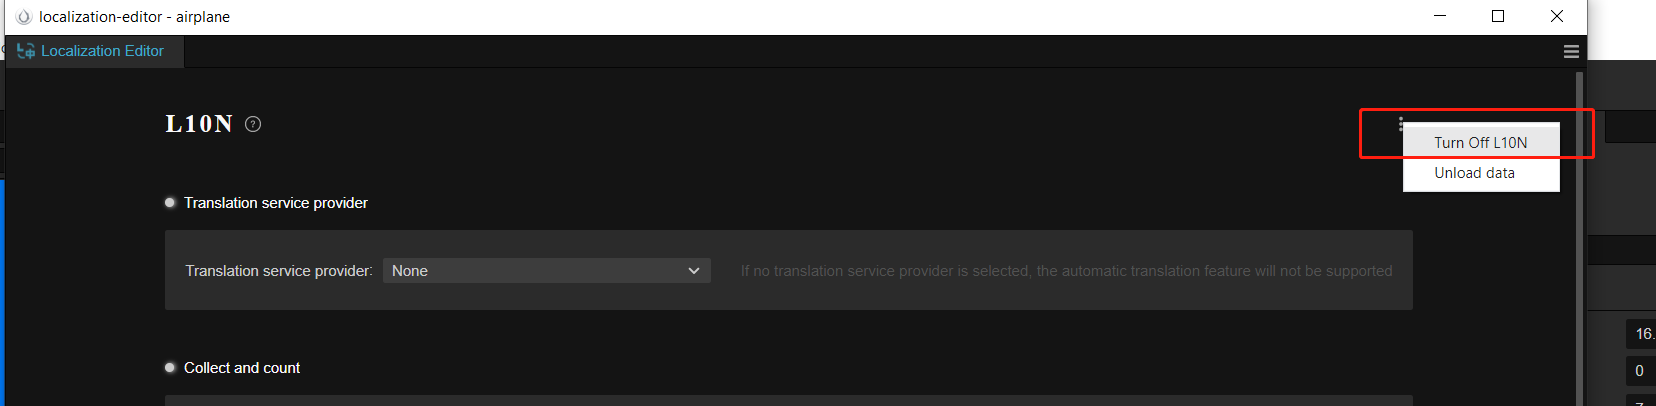 localization-editor - airplane
Localization Editor
L10N
Turn Off L10N
Unload data
Translation service provider
Translation service provider:
None
If no translation service provider is selected, the automatic translation feature will not be supported
16.
Collect and count
0